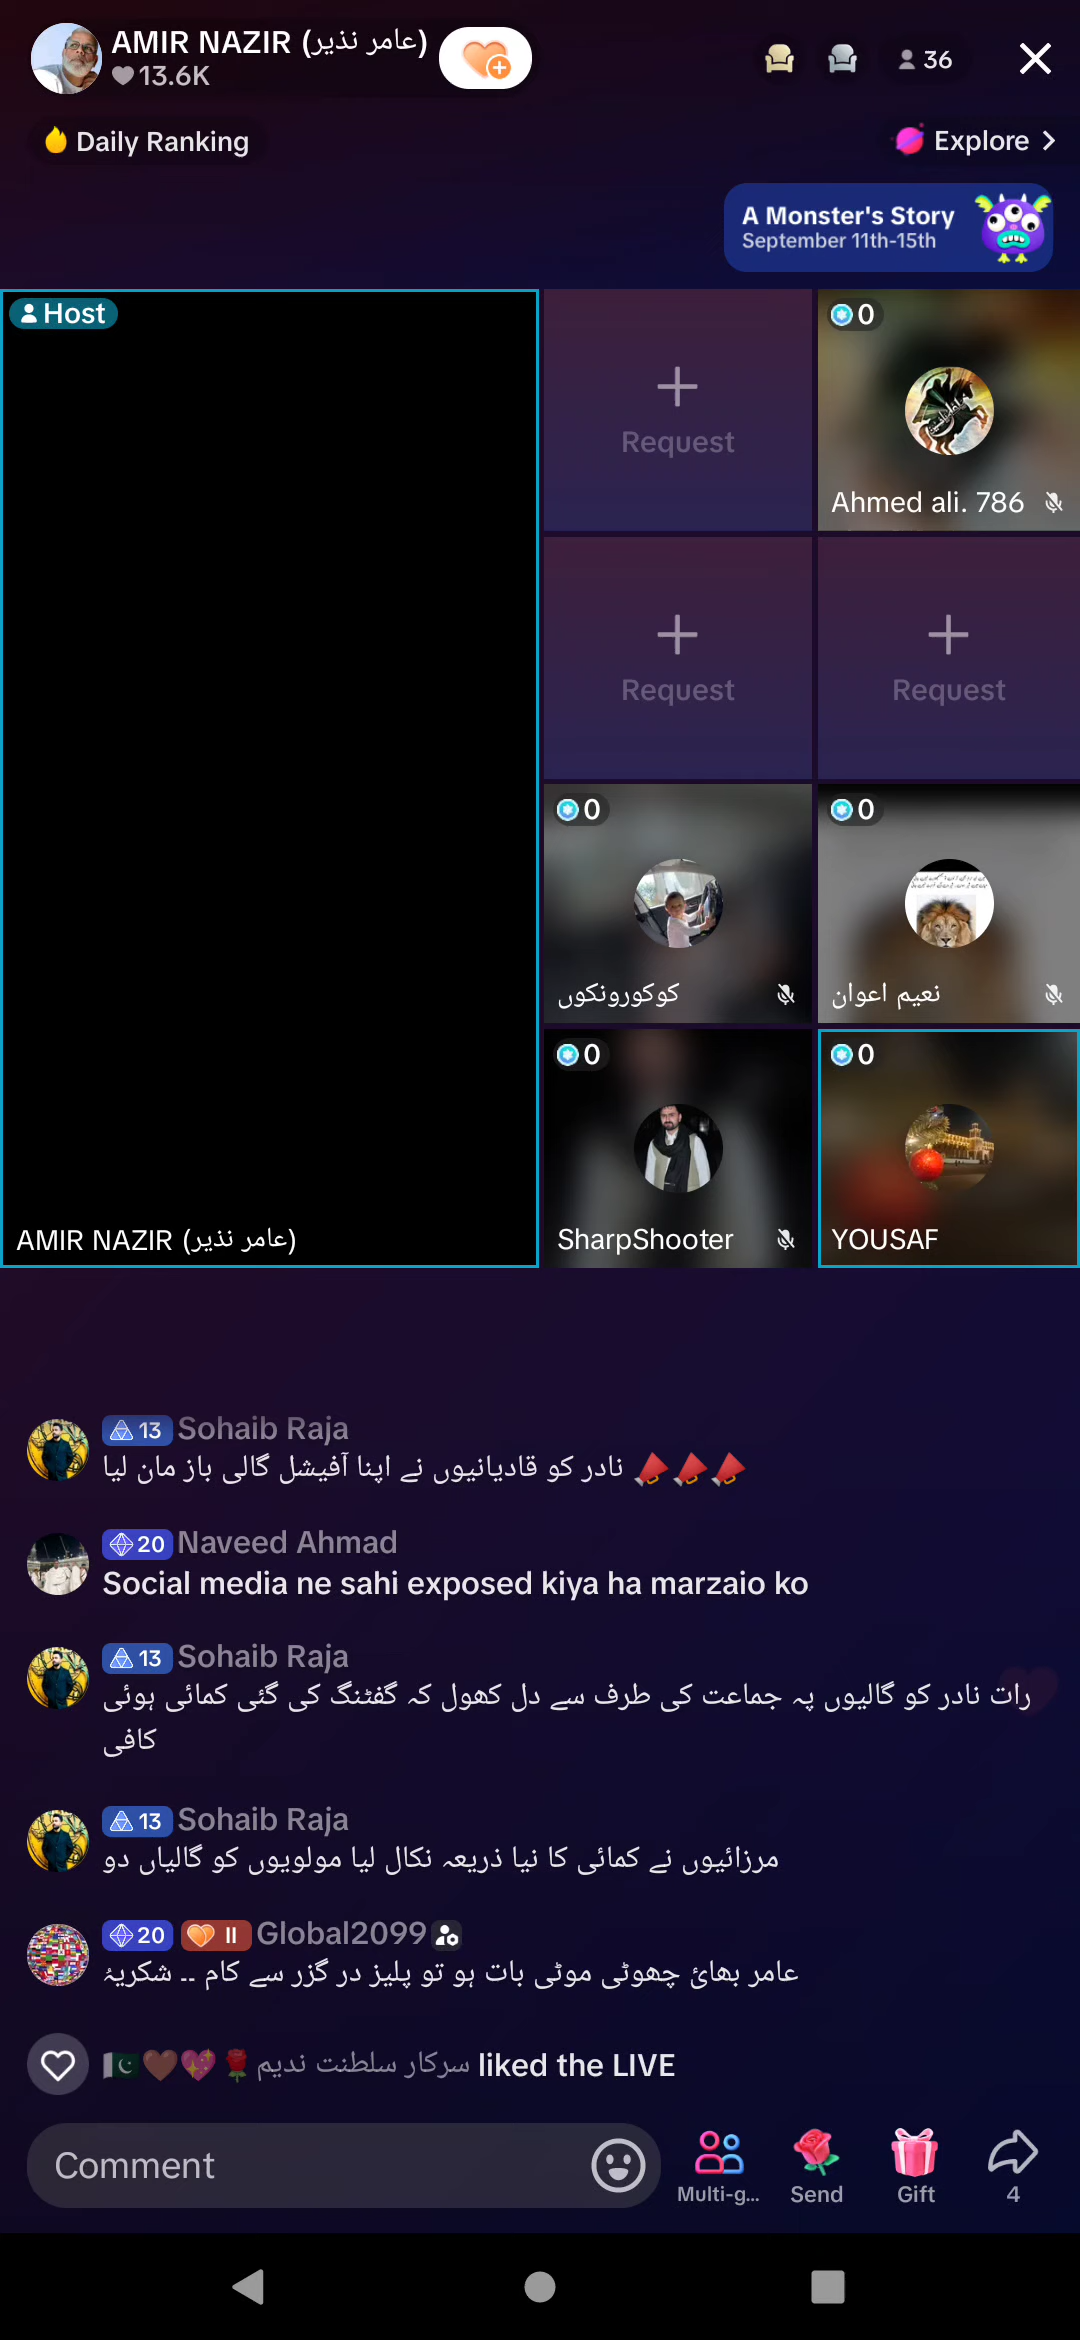 AMIR NAZIR (عامر نذیر)
13.6K
36
Daily Ranking
Explore
A Monster's Story
September 11th-15th
Host
Request
0
Ahmed ali. 786
Request
Request
0
کوکورونکوں
0
نعیم اعوان
0
SharpShooter
0
YOUSAF
AMIR NAZIR (عامر نذیر)
13 Sohaib Raja
نادر کو قادیانیوں نے اپنا آفیشل گالی باز مان لیا 📣📣📣
20 Naveed Ahmad
Social media ne sahi exposed kiya ha marzaio ko
13 Sohaib Raja
رات نادر کو گالیوں پہ جماعت کی طرف سے دل کھول کہ گفٹنگ کی گئی کمائی ہوئی
کافی
13 Sohaib Raja
مرزائیوں نے کمائی کا نیا ذریعہ نکال لیا مولویوں کو گالیاں دو
20 II Global2099
عامر بھائ چھوٹی موٹی بات ہو تو پلیز در گزر سے کام ۔۔ شکریہُ
🇵🇰🤎💖🌹سرکار سلطنت ندیم liked the LIVE
Comment
Multi-g...
Send
Gift
4